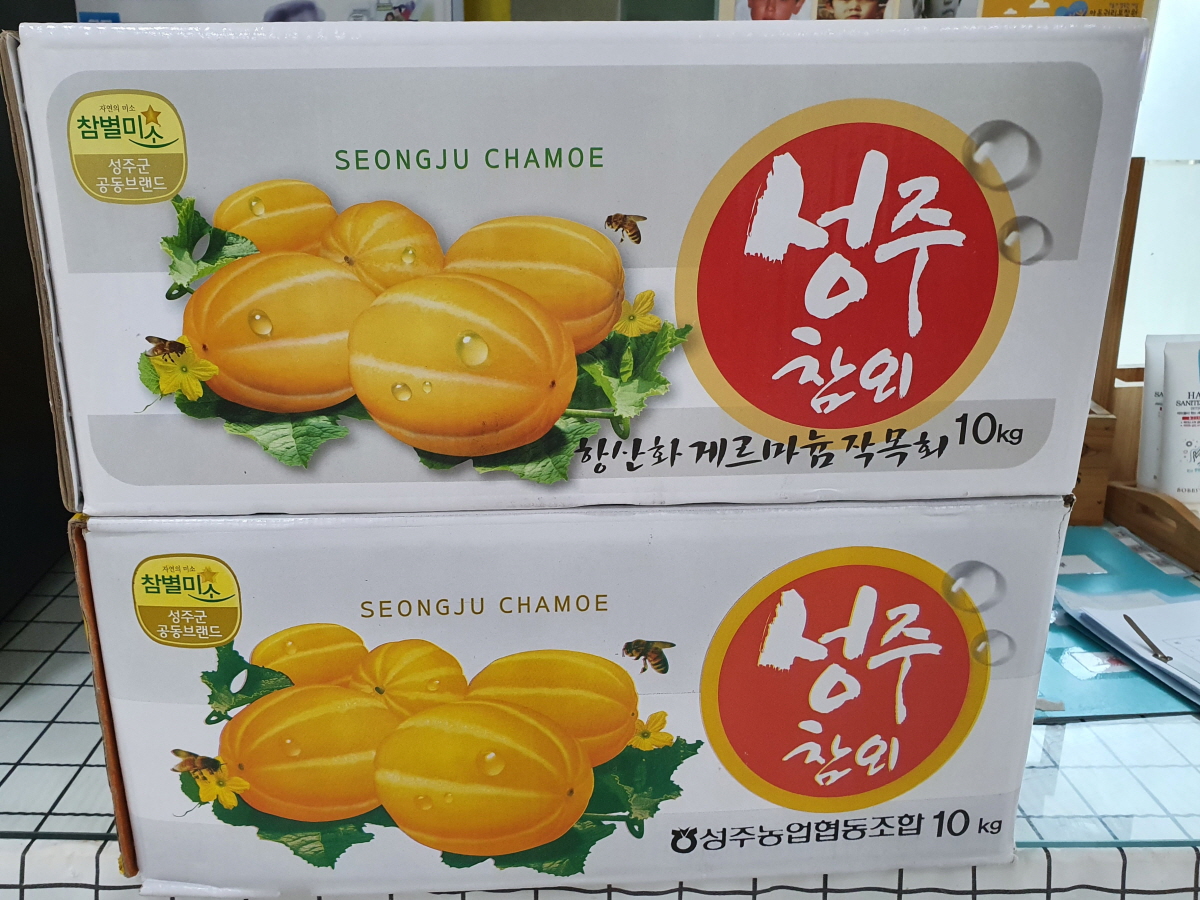 자연의 미소
참별미소
성주군
공동브랜드
SEONGJU CHAMOE
성주
참외
항산화 게르마늄 작목회 10kg
자연의 미소
참별미소
성주군
공동브랜드
SEONGJU CHAMOE
성주
참외
성주농업협동조합 10 kg